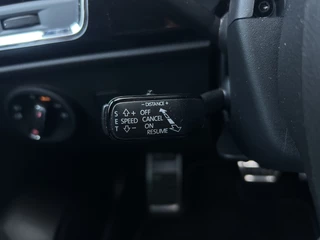 - DISTANCE +
S ⇧+ OFF
E SPEED CANCEL
T ⇩- ON
RESUME